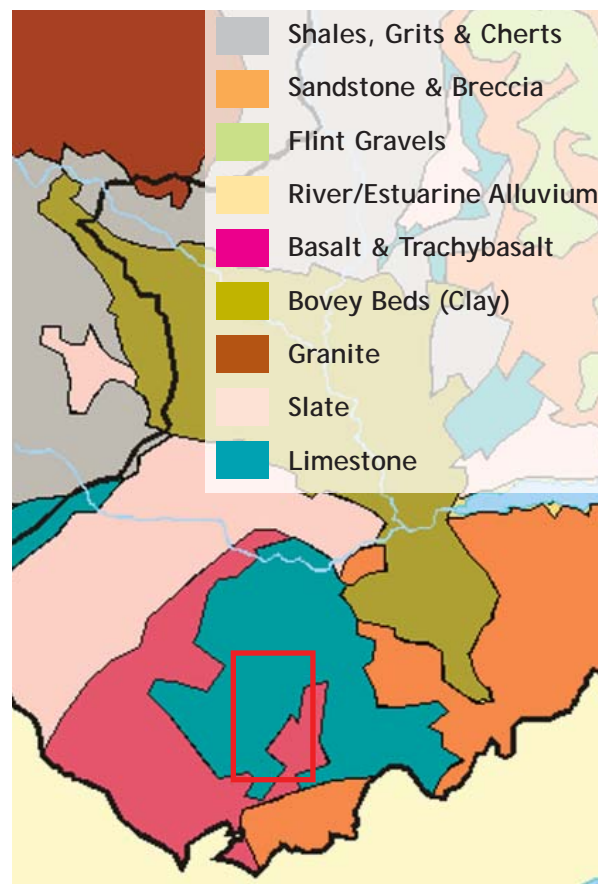 Shales, Grits & Cherts
Sandstone & Breccia
Flint Gravels
River/Estuarine Alluvium
Basalt & Trachybasalt
Bovey Beds (Clay)
Granite
Slate
Limestone